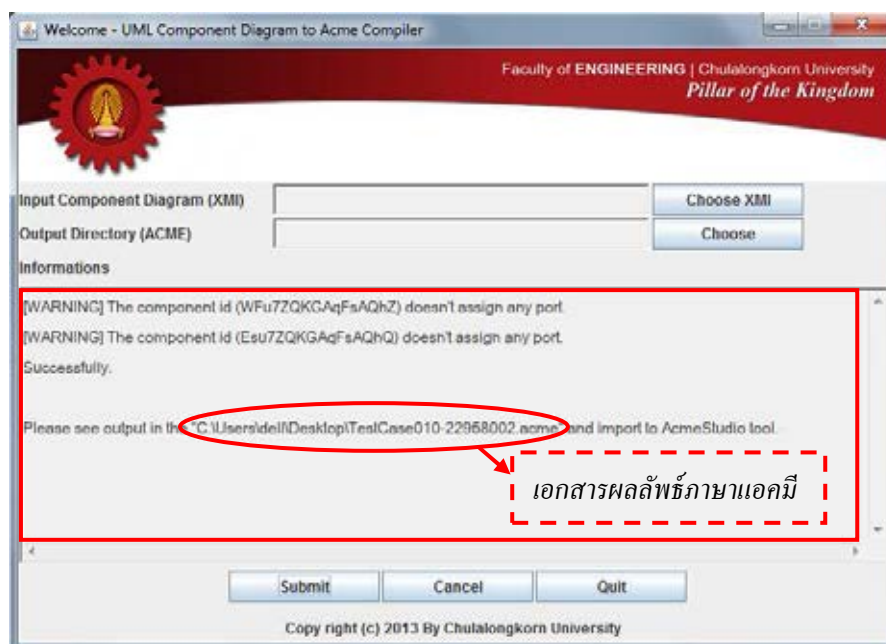 Welcome - UML Component Diagram to Acme Compiler
Faculty of ENGINEERING | Chulalongkorn University
Pillar of the Kingdom
Input Component Diagram (XMI)
Choose XMI
Output Directory (ACME)
Choose
Informations
[WARNING] The component id (WFu7ZQKGAqFsAQhZ) doesn't assign any port.
[WARNING] The component id (Esu7ZQKGAqFsAQhQ) doesn't assign any port.
Successfully.
Please see output in the "C:\Users\dell\Desktop\TestCase010-22958002.acme" and import to AcmeStudio tool.
เอกสารผลลัพธ์ภาษาแอคมี
Submit Cancel Quit
Copy right (c) 2013 By Chulalongkorn University